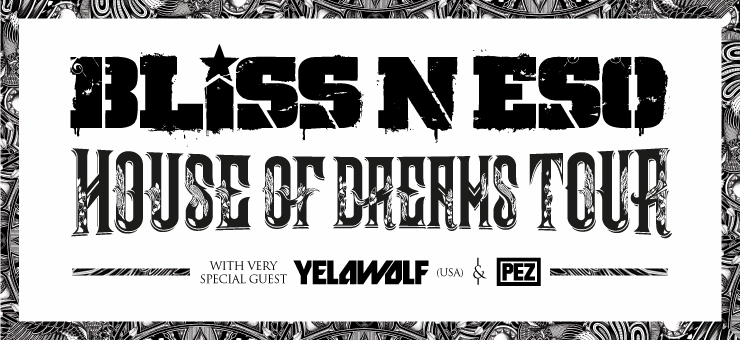 BLiSS N ESO
HOUSE OF DREAMS TOUR
WITH VERY
SPECIAL GUEST YELAWOLF (USA) & PEZ